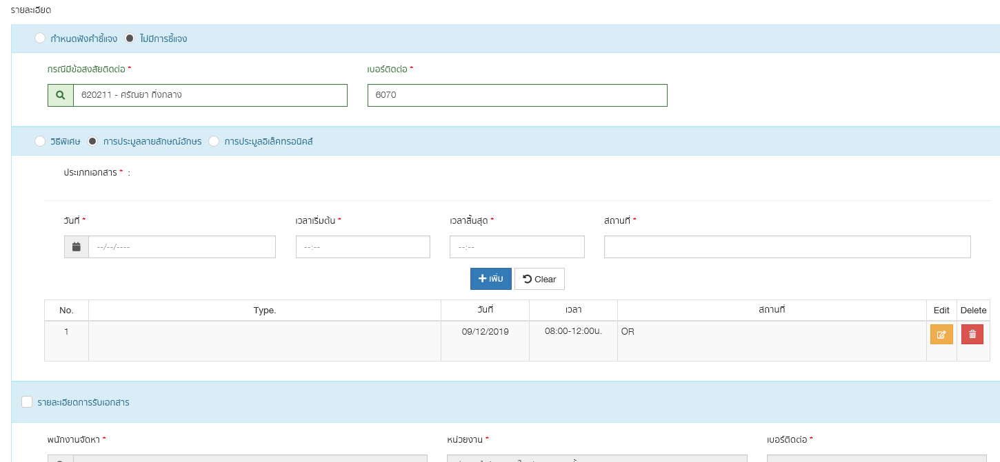 รายละเอียด
กำหนดฟังคำชี้แจง ไม่มีการชี้แจง
กรณีมีข้อสงสัยติดต่อ * เบอร์ติดต่อ *
620211 - ศรัณยา กิ่งกลาง 6070
วิธีพิเศษ การประมูลลายลักษณ์อักษร การประมูลอิเล็คทรอนิคส์
ประเภทเอกสาร * :
วันที่ * เวลาเริ่มต้น * เวลาสิ้นสุด * สถานที่ *
--/--/---- --:-- --:--
เพิ่ม Clear
No. Type. วันที่ เวลา สถานที่ Edit Delete
1 09/12/2019 08:00-12:00น. OR
รายละเอียดการรับเอกสาร
พนักงานจัดหา * หน่วยงาน * เบอร์ติดต่อ *